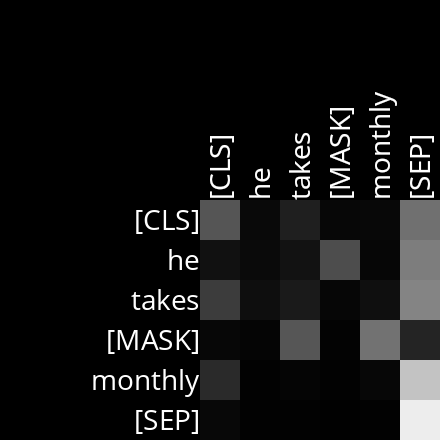 [CLS]
he
takes
[MASK]
monthly
[SEP]
[CLS]
he
takes
[MASK]
monthly
[SEP]